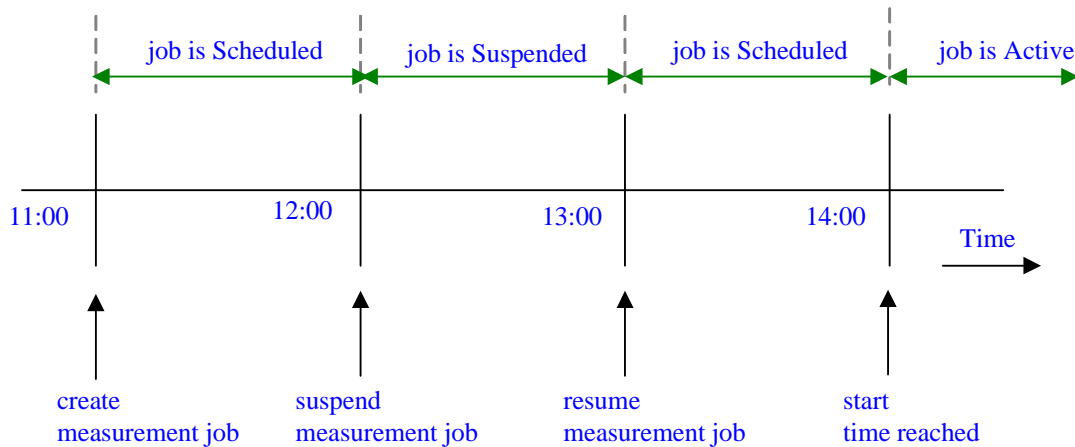 job is Scheduled
job is Suspended
job is Scheduled
job is Active
11:00
12:00
13:00
14:00
Time
create
measurement job
suspend
measurement job
resume
measurement job
start
time reached